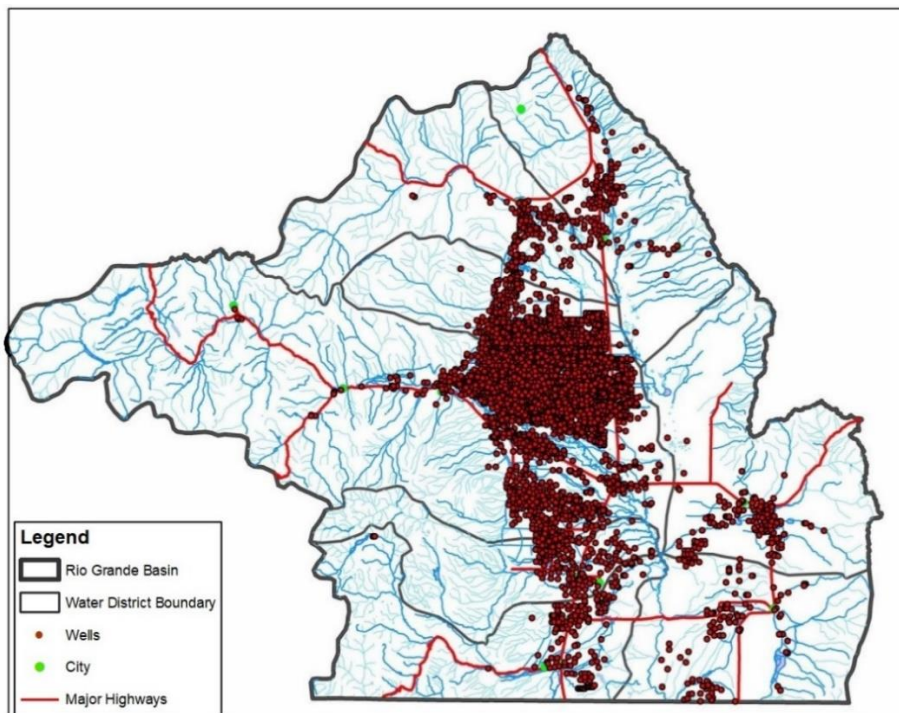 Legend
Rio Grande Basin
Water District Boundary
Wells
City
Major Highways